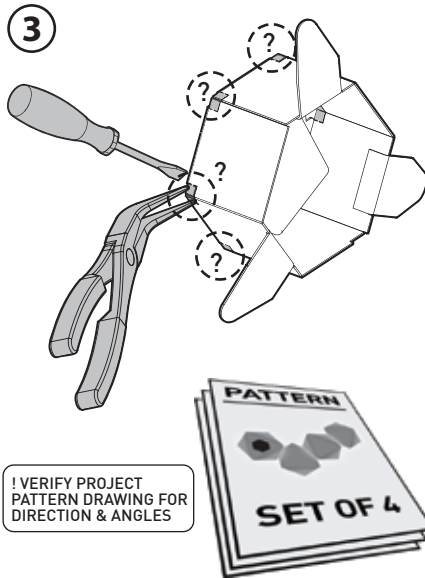 3
?
?
?
?
PATTERN
SET OF 4
! VERIFY PROJECT
PATTERN DRAWING FOR
DIRECTION & ANGLES